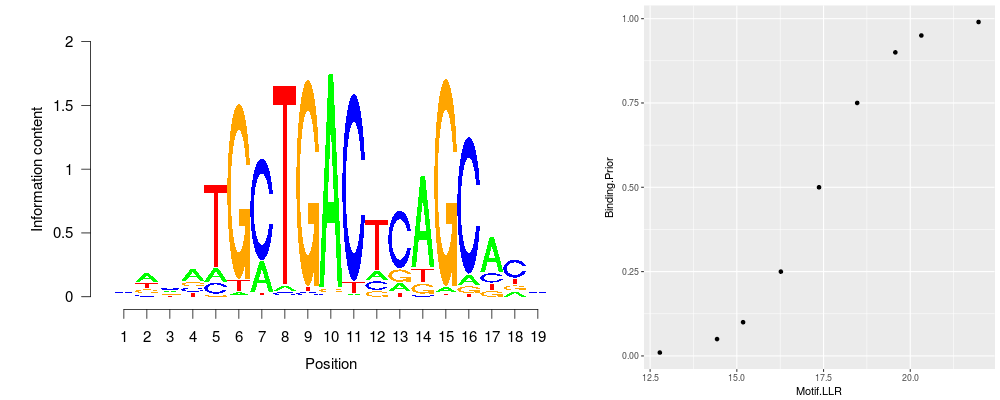 Information content
2
1.5
1
0.5
0
A A T G C T G A C T C A G C A C
1 2 3 4 5 6 7 8 9 10 11 12 13 14 15 16 17 18 19
Position
Binding.Prior
1.00
0.75
0.50
0.25
0.00
12.5 15.0 17.5 20.0
Motif.LLR